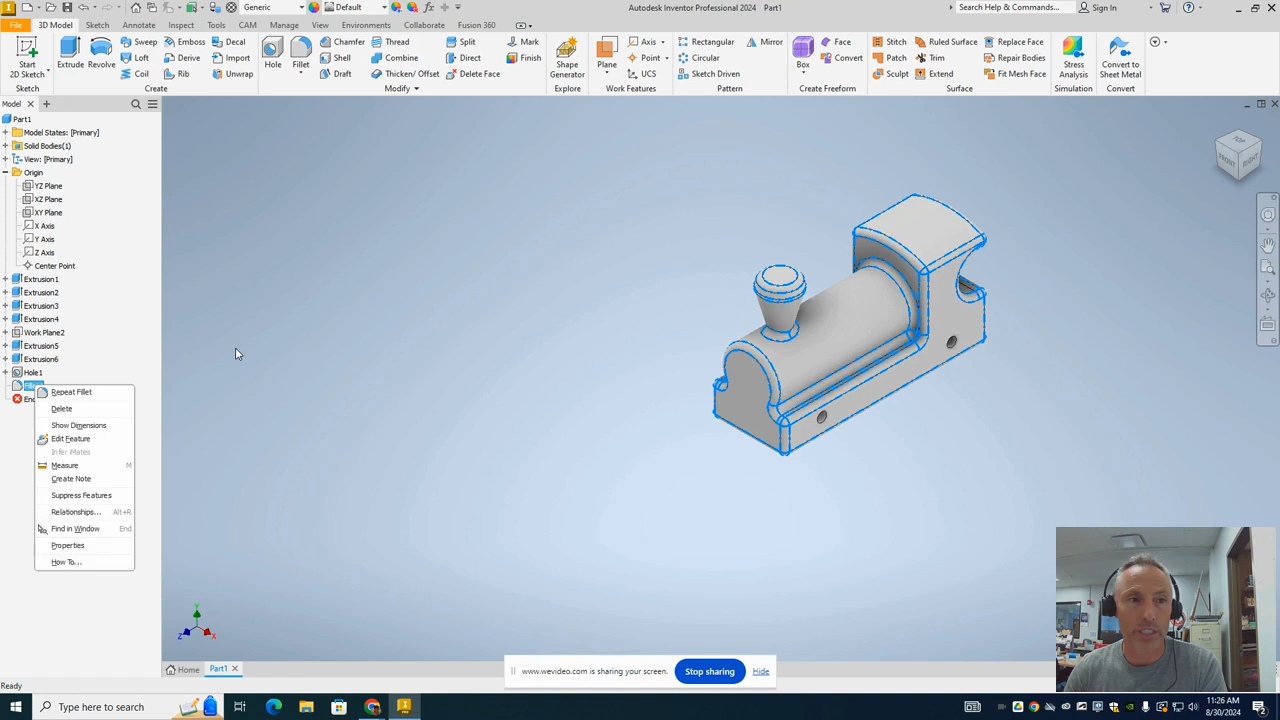 Generic
Default
Autodesk Inventor Professional 2024 Part1
Search Help & Commands...
Sign In
File
3D Model
Sketch
Annotate
Inspect
Tools
CAM
Manage
View
Environments
Collaborate
Fusion 360
Start
2D Sketch
Extrude
Revolve
Sweep
Loft
Coil
Emboss
Derive
Rib
Decal
Import
Unwrap
Hole
Fillet
Chamfer
Shell
Draft
Thread
Combine
Thicken/ Offset
Split
Direct
Delete Face
Mark
Finish
Shape
Generator
Plane
Axis
Point
UCS
Rectangular
Circular
Sketch Driven
Mirror
Box
Face
Convert
Stitch
Patch
Sculpt
Ruled Surface
Trim
Extend
Replace Face
Repair Bodies
Fit Mesh Face
Stress
Analysis
Convert to
Sheet Metal
Sketch
Create
Modify
Explore
Work Features
Pattern
Create Freeform
Surface
Simulation
Convert
Model
Part1
Model States: [Primary]
Solid Bodies(1)
View: [Primary]
Origin
YZ Plane
XZ Plane
XY Plane
X Axis
Y Axis
Z Axis
Center Point
Extrusion1
Extrusion2
Extrusion3
Extrusion4
Work Plane2
Extrusion5
Extrusion6
Hole1
Repeat Fillet
Delete
Show Dimensions
Edit Feature
Infer iMates
Measure M
Create Note
Suppress Features
Relationships... Alt+R
Find in Window End
Properties
How To...
TOP
FRONT
RIGHT
Y
Z
X
Home
Part1
www.wevideo.com is sharing your screen.
Stop sharing
Hide
Ready
Type here to search
11:26 AM
8/30/2024